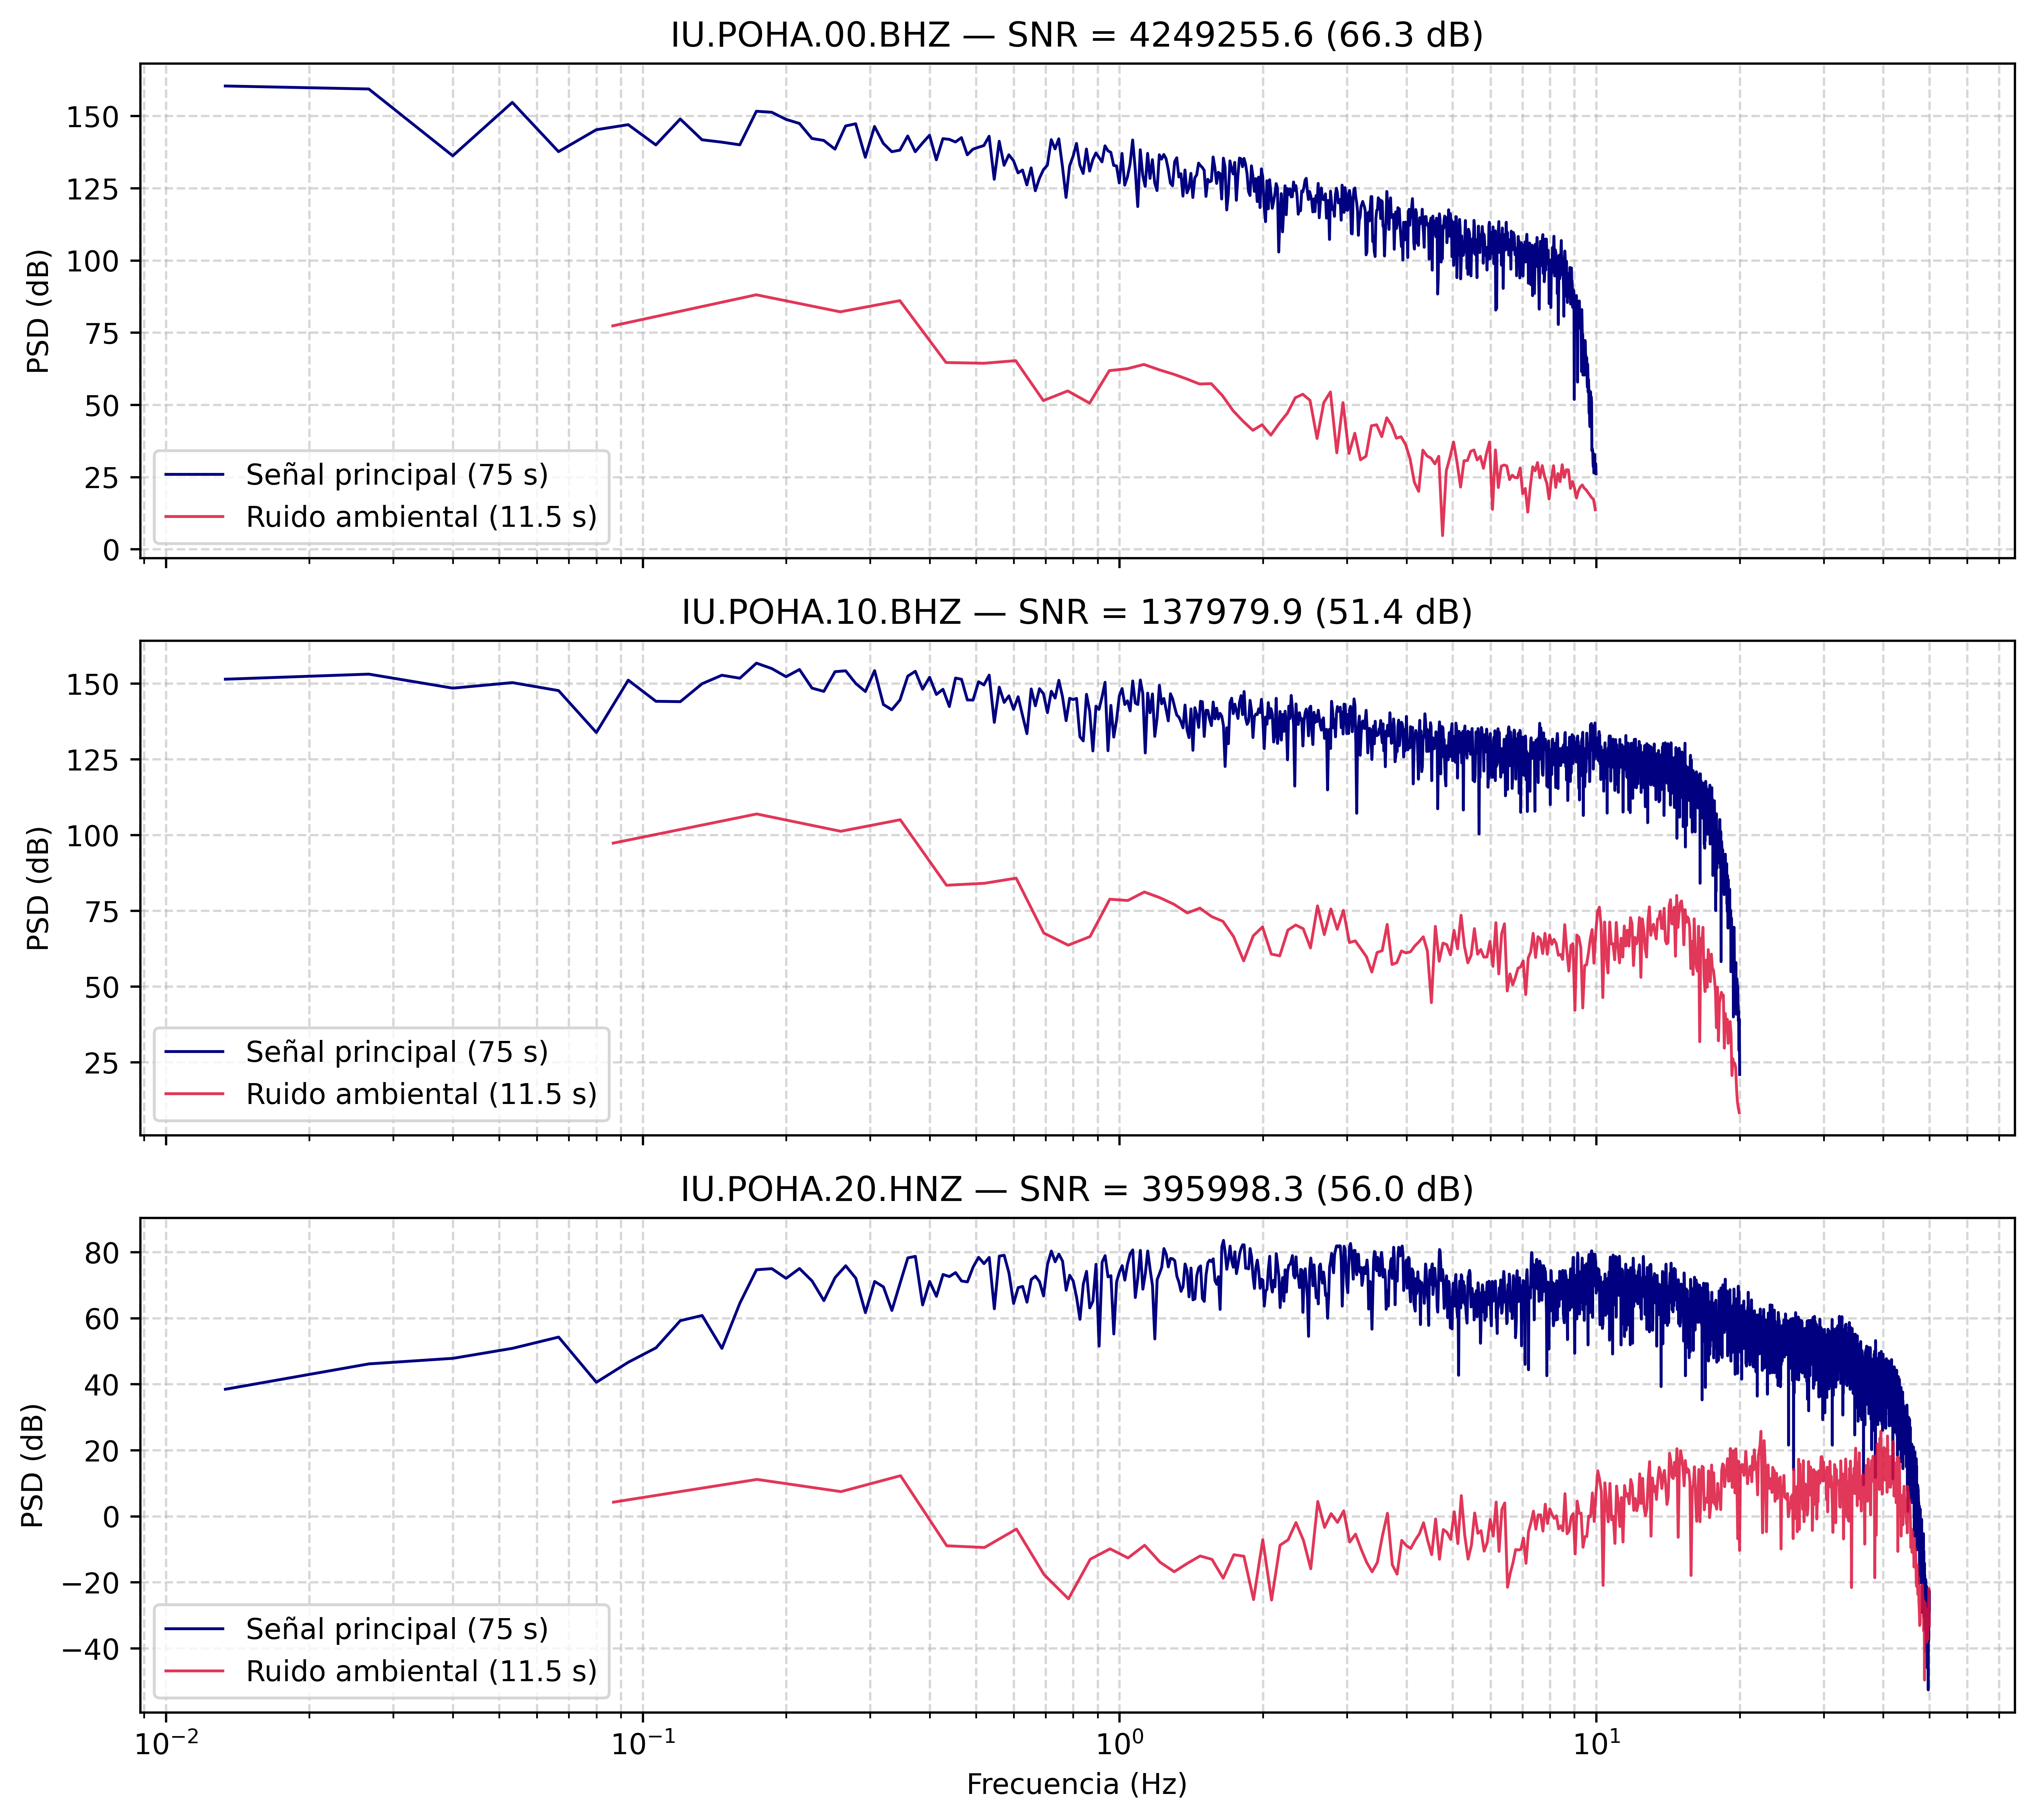 IU.POHA.00.BHZ — SNR = 4249255.6 (66.3 dB)
PSD (dB)
150
125
100
75
50
25
0
Señal principal (75 s)
Ruido ambiental (11.5 s)
IU.POHA.10.BHZ — SNR = 137979.9 (51.4 dB)
PSD (dB)
150
125
100
75
50
25
Señal principal (75 s)
Ruido ambiental (11.5 s)
IU.POHA.20.HNZ — SNR = 395998.3 (56.0 dB)
PSD (dB)
80
60
40
20
0
−20
−40
Señal principal (75 s)
Ruido ambiental (11.5 s)
10⁻² 10⁻¹ 10⁰ 10¹
Frecuencia (Hz)